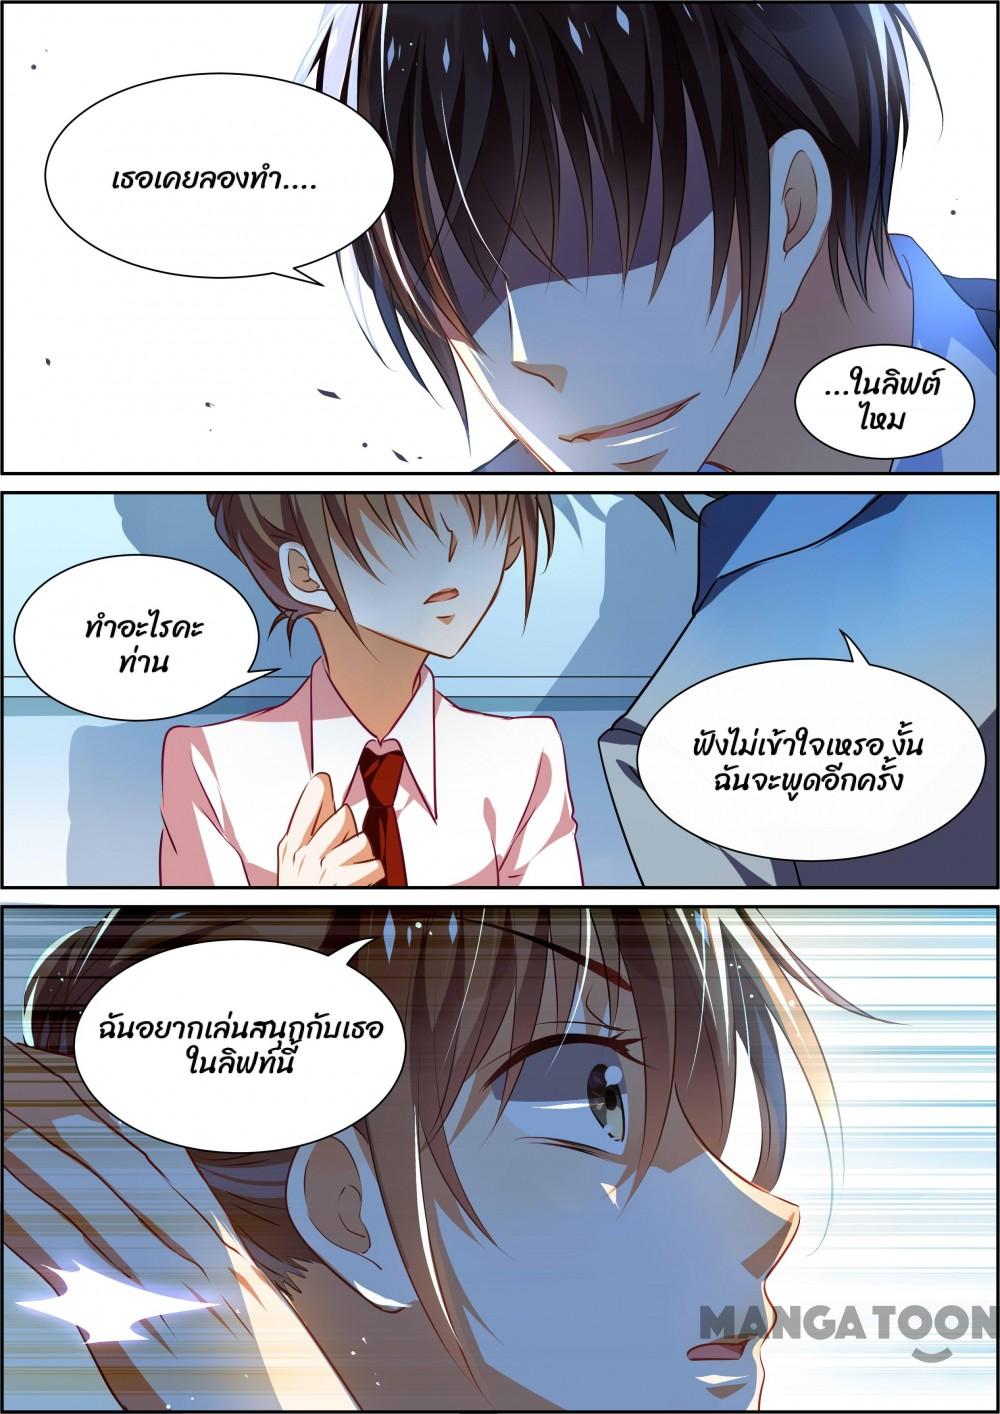 เธอเคยลองทำ....
...ในลิฟต์
ไหม
ทำอะไรคะ
ท่าน
ฟังไม่เข้าใจเหรอ งั้น
ฉันจะพูดอีกครั้ง
ฉันอยากเล่นสนุกกับเธอ
ในลิฟท์นี้
MANGATOON